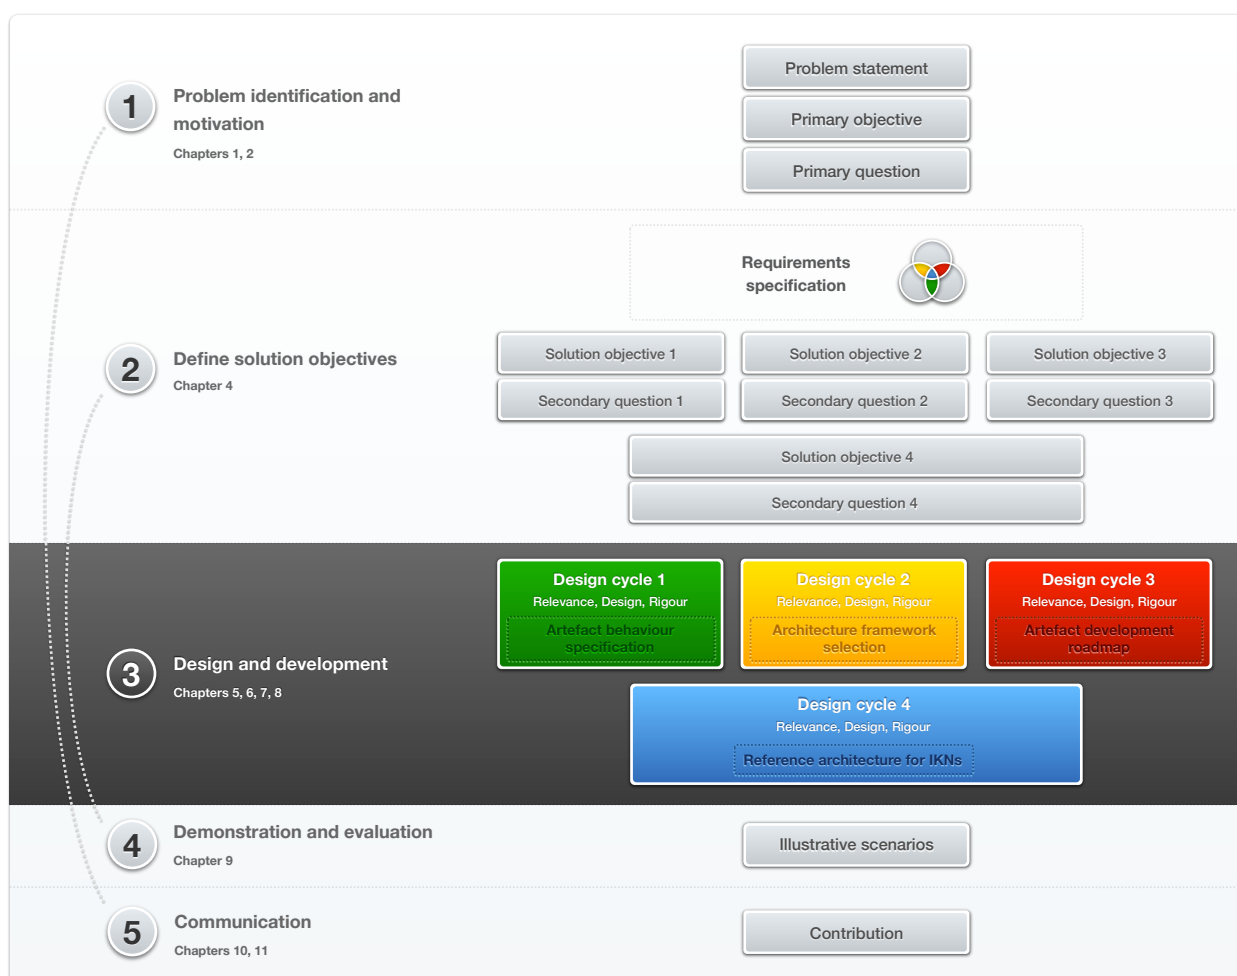 1
Problem identification and
motivation
Chapters 1, 2
Problem statement
Primary objective
Primary question
Requirements
specification
2
Define solution objectives
Chapter 4
Solution objective 1
Solution objective 2
Solution objective 3
Secondary question 1
Secondary question 2
Secondary question 3
Solution objective 4
Secondary question 4
3
Design and development
Chapters 5, 6, 7, 8
Design cycle 1
Relevance, Design, Rigour
Artefact behaviour
specification
Design cycle 2
Relevance, Design, Rigour
Architecture framework
selection
Design cycle 3
Relevance, Design, Rigour
Artefact development
roadmap
Design cycle 4
Relevance, Design, Rigour
Reference architecture for IKNs
4
Demonstration and evaluation
Chapter 9
Illustrative scenarios
5
Communication
Chapters 10, 11
Contribution